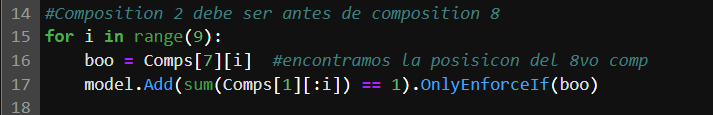 14 #Composition 2 debe ser antes de composition 8
15 for i in range(9):
16     boo = Comps[7][i]  #encontramos la posisicion del 8vo comp
17     model.Add(sum(Comps[1][:i]) == 1).OnlyEnforceIf(boo)
18